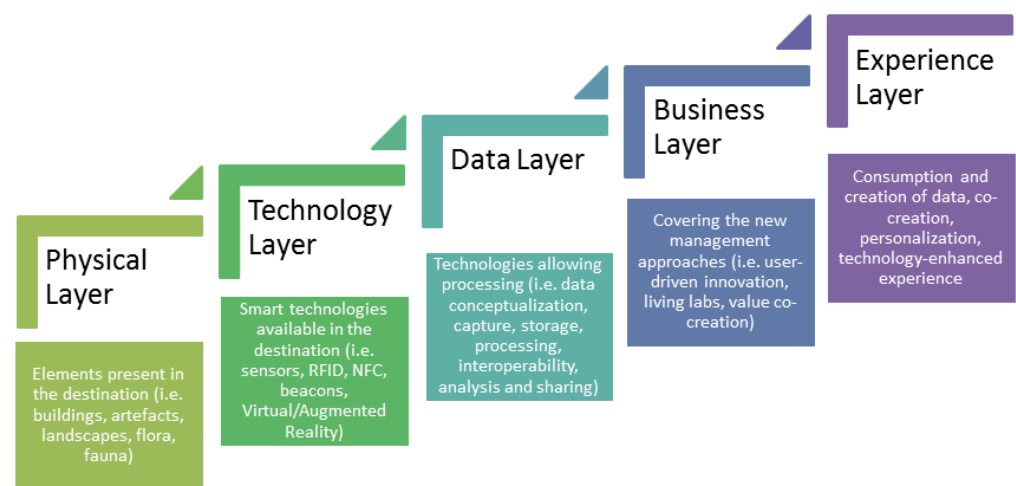 Physical
Layer
Elements present in
the destination (i.e.
buildings, artefacts,
landscapes, flora,
fauna)
Technology
Layer
Smart technologies
available in the
destination (i.e.
sensors, RFID, NFC,
beacons,
Virtual/Augmented
Reality)
Data Layer
Technologies allowing
processing (i.e. data
conceptualization,
capture, storage,
processing,
interoperability,
analysis and sharing)
Business
Layer
Covering the new
management
approaches (i.e. user-
driven innovation,
living labs, value co-
creation)
Experience
Layer
Consumption and
creation of data, co-
creation,
personalization,
technology-enhanced
experience